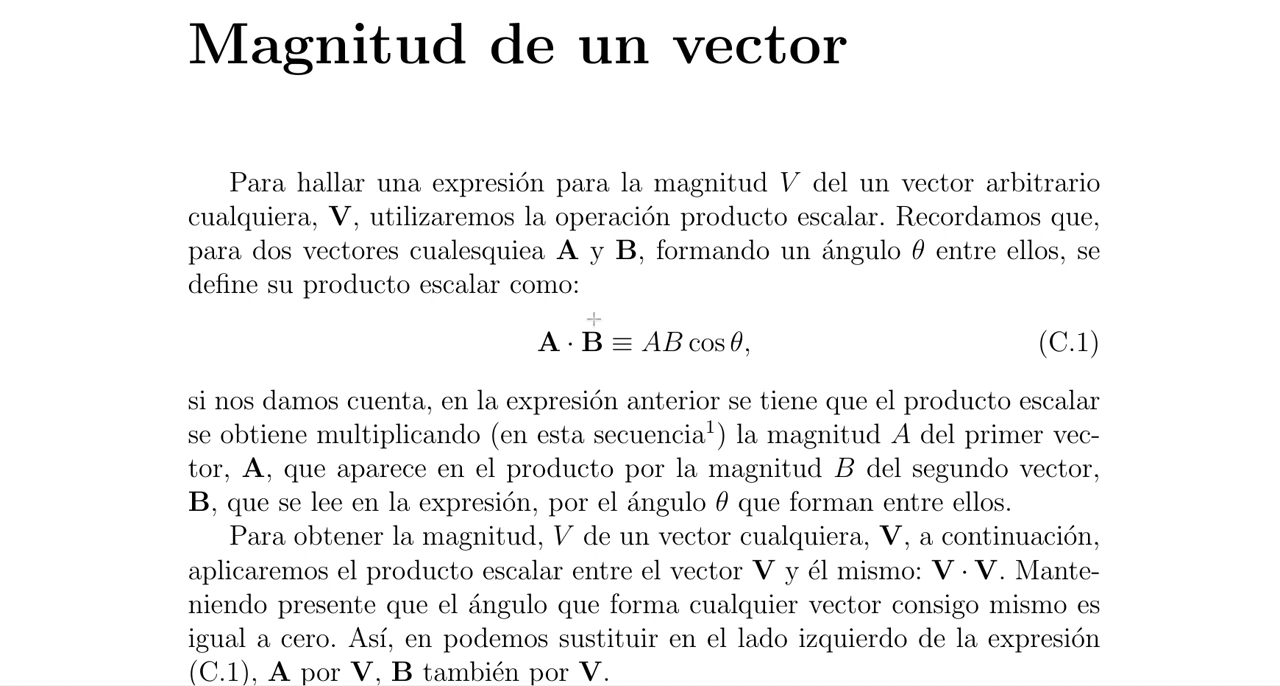 Magnitud de un vector
Para hallar una expresión para la magnitud V del un vector arbitrario
cualquiera, V, utilizaremos la operación producto escalar. Recordamos que,
para dos vectores cualesquiea A y B, formando un ángulo θ entre ellos, se
define su producto escalar como:
A · B ≡ AB cos θ, (C.1)
si nos damos cuenta, en la expresión anterior se tiene que el producto escalar
se obtiene multiplicando (en esta secuencia¹) la magnitud A del primer vec-
tor, A, que aparece en el producto por la magnitud B del segundo vector,
B, que se lee en la expresión, por el ángulo θ que forman entre ellos.
Para obtener la magnitud, V de un vector cualquiera, V, a continuación,
aplicaremos el producto escalar entre el vector V y él mismo: V · V. Mante-
niendo presente que el ángulo que forma cualquier vector consigo mismo es
igual a cero. Así, en podemos sustituir en el lado izquierdo de la expresión
(C.1), A por V, B también por V.